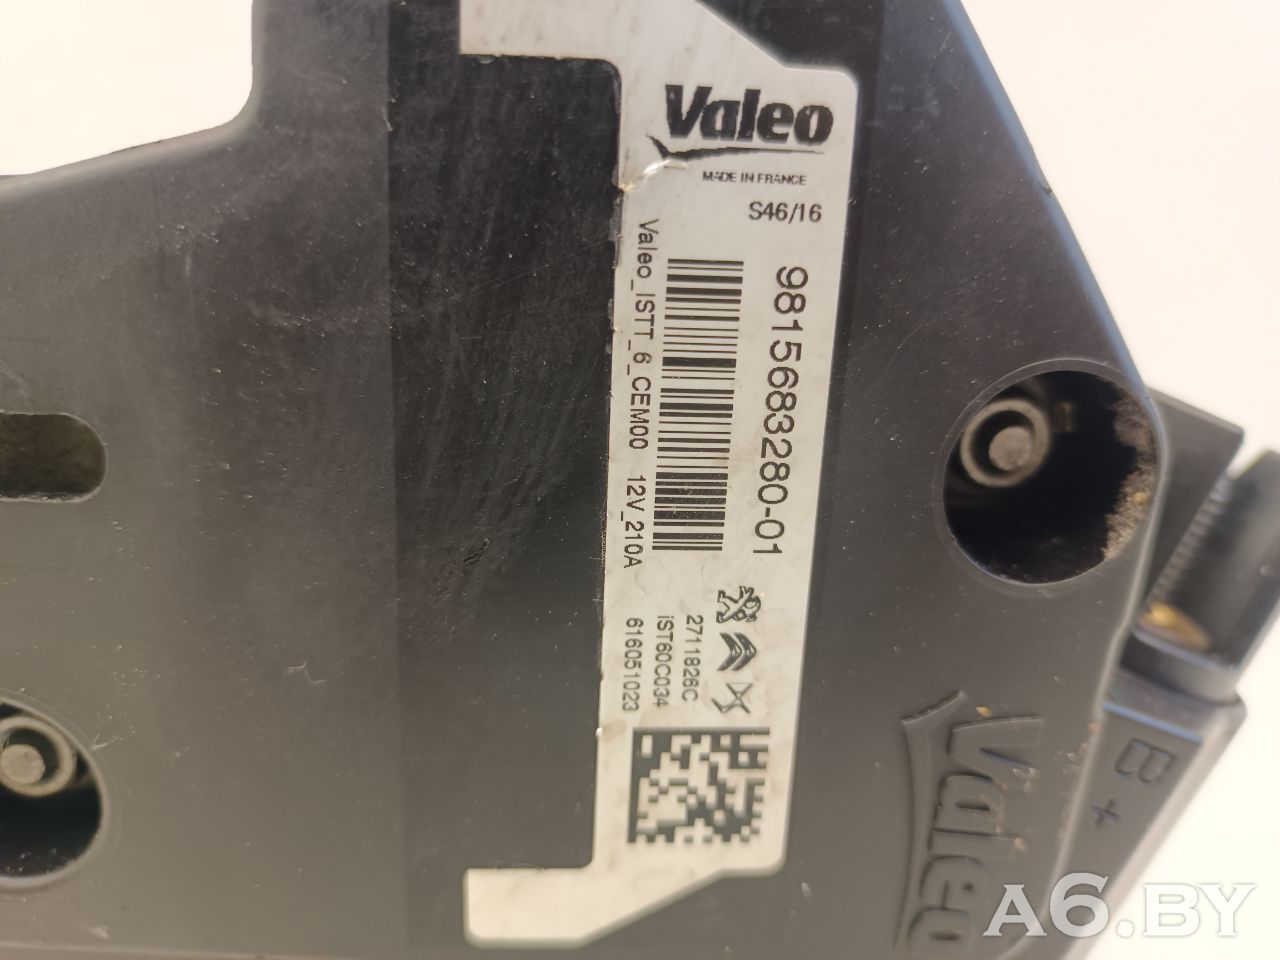 Valeo
MADE IN FRANCE
S46/16
9815683280-01
Valeo_ISTT_6_CEM00 12V_210A
2711826C
iST60C034
616051023
Valeo
B+
A6.BY